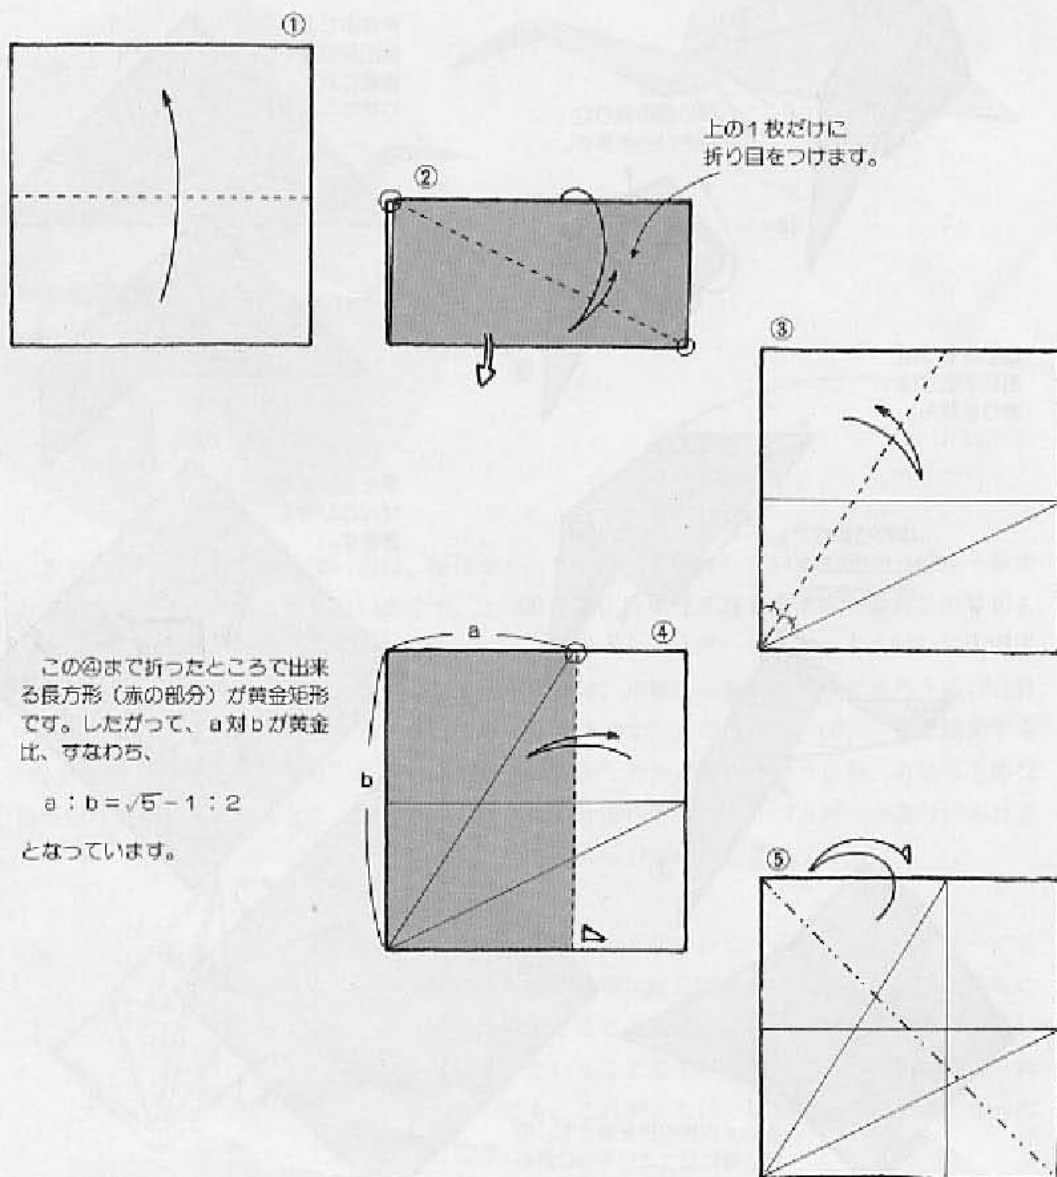 ①
②
上の1枚だけに
折り目をつけます。
③
④
a
b
この④まで折ったところで出来
る長方形（赤の部分）が黄金矩形
です。したがって、a対bが黄金
比、すなわち、
a：b＝√5－1：2
となっています。
⑤